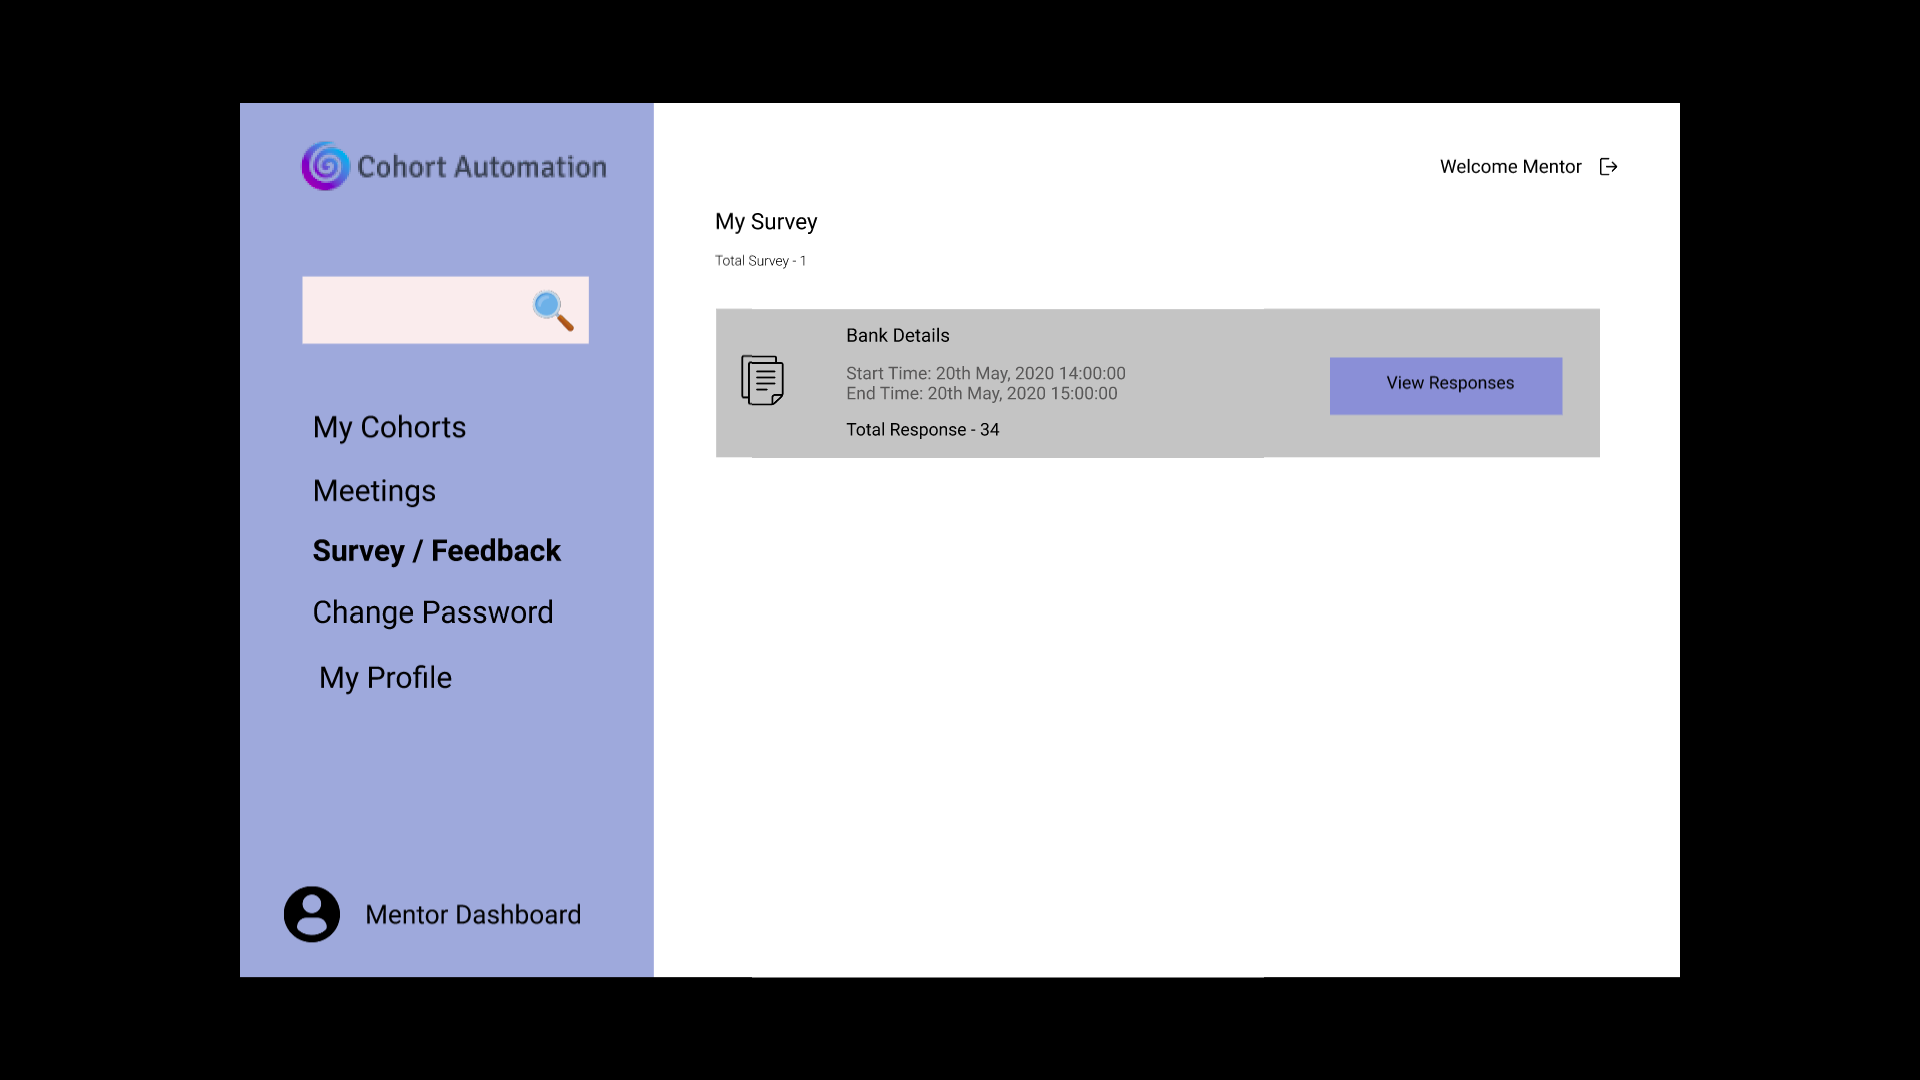 Cohort Automation
My Cohorts
Meetings
Survey / Feedback
Change Password
My Profile
Mentor Dashboard
Welcome Mentor
My Survey
Total Survey - 1
Bank Details
Start Time: 20th May, 2020 14:00:00
End Time: 20th May, 2020 15:00:00
Total Response - 34
View Responses